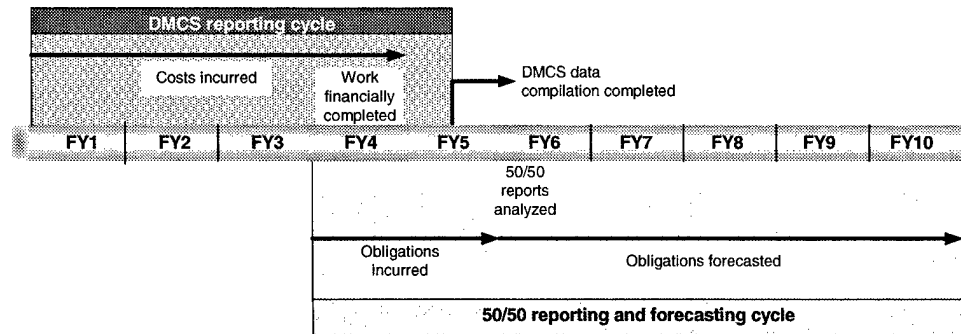 DMCS reporting cycle
Costs incurred
Work
financially
completed
DMCS data
compilation completed
FY1 FY2 FY3 FY4 FY5 FY6 FY7 FY8 FY9 FY10
50/50
reports
analyzed
Obligations
incurred
Obligations forecasted
50/50 reporting and forecasting cycle